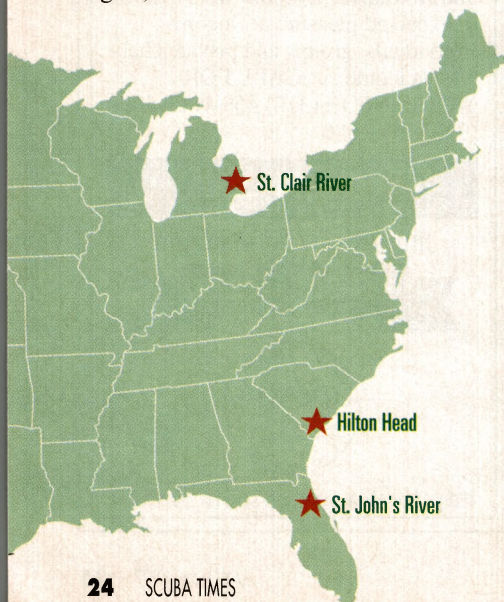 St. Clair River
Hilton Head
St. John's River
24 SCUBA TIMES